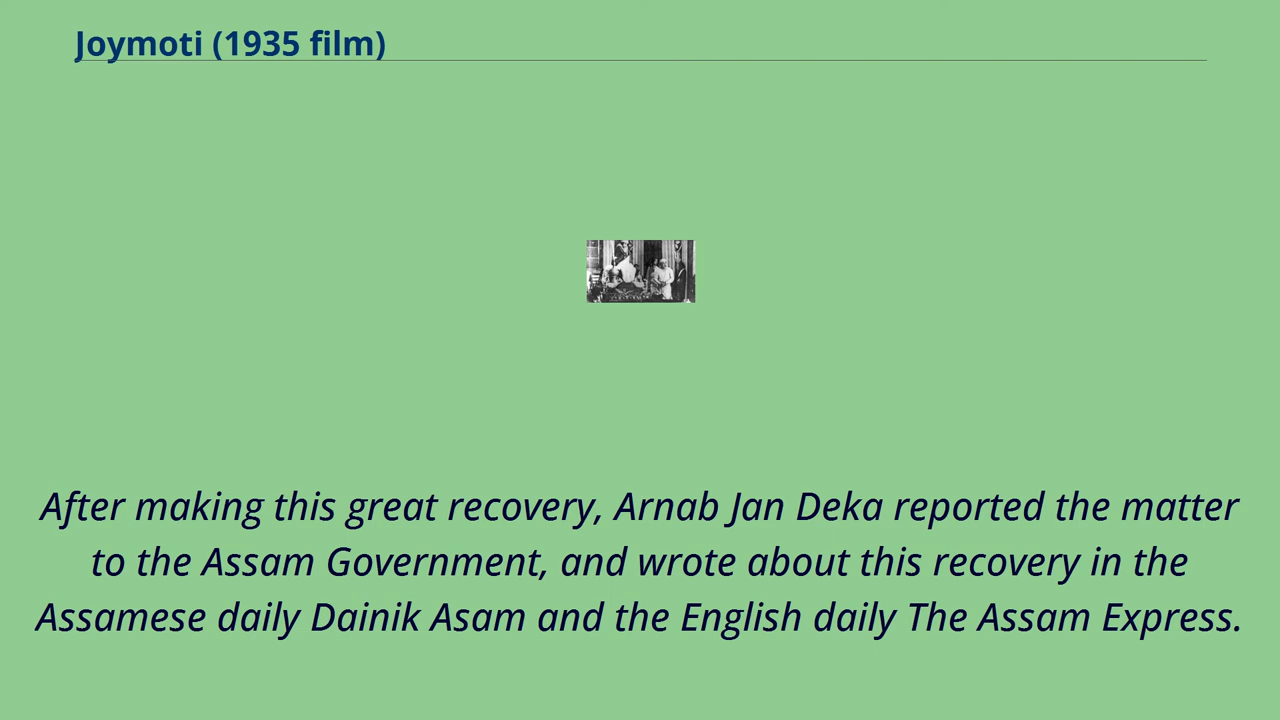 Joymoti (1935 film)
After making this great recovery, Arnab Jan Deka reported the matter
to the Assam Government, and wrote about this recovery in the
Assamese daily Dainik Asam and the English daily The Assam Express.